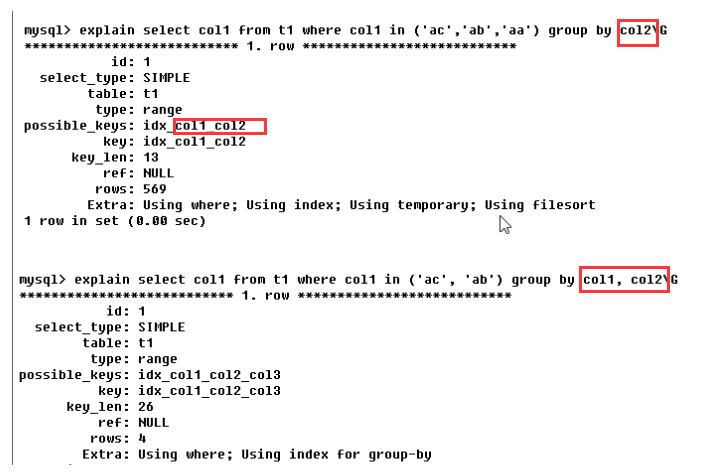 mysql> explain select col1 from t1 where col1 in ('ac','ab','aa') group by col2\G
*************************** 1. row ***************************
id: 1
select_type: SIMPLE
table: t1
type: range
possible_keys: idx_col1_col2
key: idx_col1_col2
key_len: 13
ref: NULL
rows: 569
Extra: Using where; Using index; Using temporary; Using filesort
1 row in set (0.00 sec)
mysql> explain select col1 from t1 where col1 in ('ac', 'ab') group by col1, col2\G
*************************** 1. row ***************************
id: 1
select_type: SIMPLE
table: t1
type: range
possible_keys: idx_col1_col2_col3
key: idx_col1_col2_col3
key_len: 26
ref: NULL
rows: 4
Extra: Using where; Using index for group-by